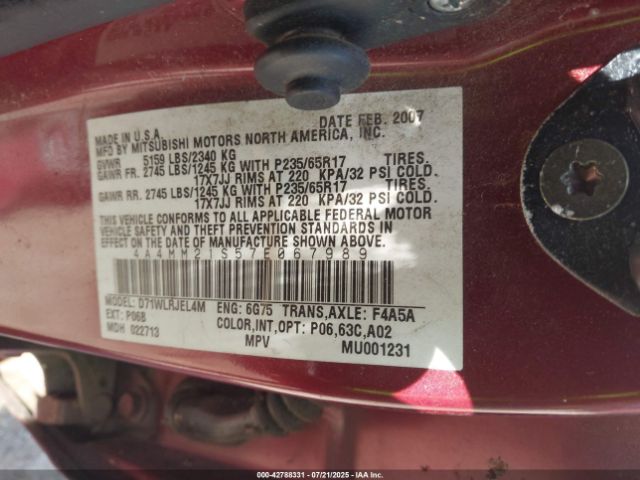 MADE IN U.S.A. DATE FEB. 2007
MFD BY MITSUBISHI MOTORS NORTH AMERICA, INC.
GVWR 5159 LBS/2340 KG
GAWR FR. 2745 LBS/1245 KG WITH P235/65R17 TIRES.
17X7JJ RIMS AT 220 KPA/32 PSI COLD.
GAWR RR. 2745 LBS/1245 KG WITH P235/65R17 TIRES.
17X7JJ RIMS AT 220 KPA/32 PSI COLD.
THIS VEHICLE CONFORMS TO ALL APPLICABLE FEDERAL MOTOR
VEHICLE SAFETY AND THEFT PREVENTION STANDARDS IN
EFFECT ON THE DATE OF MANUFACTURE SHOWN ABOVE.
4A4MM21S57E067989
MODEL: D71WLRJEL4M ENG: 6G75 TRANS,AXLE: F4A5A
EXT: P06B COLOR,INT,OPT: P06,63C,A02
MDH 022713 MPV MU001231
000-42788331 - 07/21/2025 - IAA Inc.